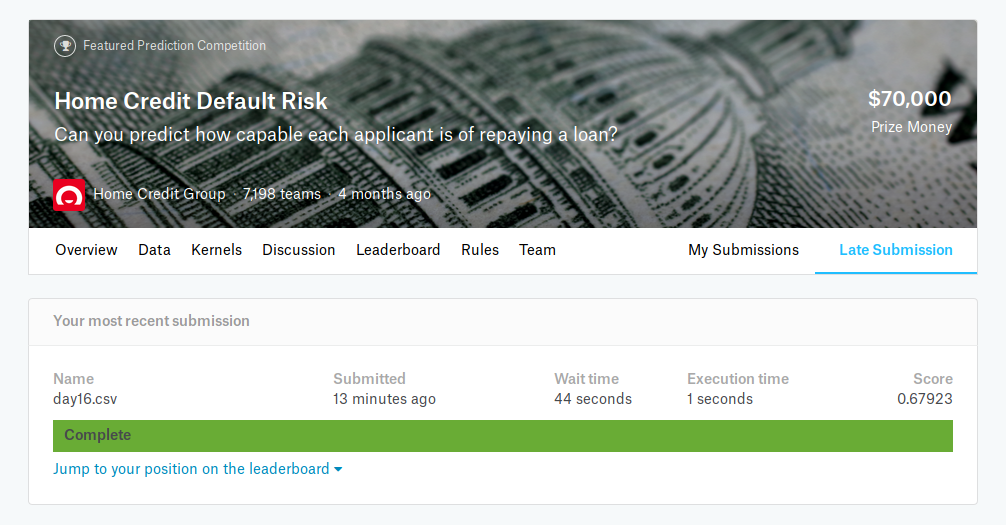 Featured Prediction Competition
Home Credit Default Risk
$70,000
Can you predict how capable each applicant is of repaying a loan?
Prize Money
Home Credit Group · 7,198 teams · 4 months ago
Overview Data Kernels Discussion Leaderboard Rules Team My Submissions Late Submission
Your most recent submission
Name Submitted Wait time Execution time Score
day16.csv 13 minutes ago 44 seconds 1 seconds 0.67923
Complete
Jump to your position on the leaderboard